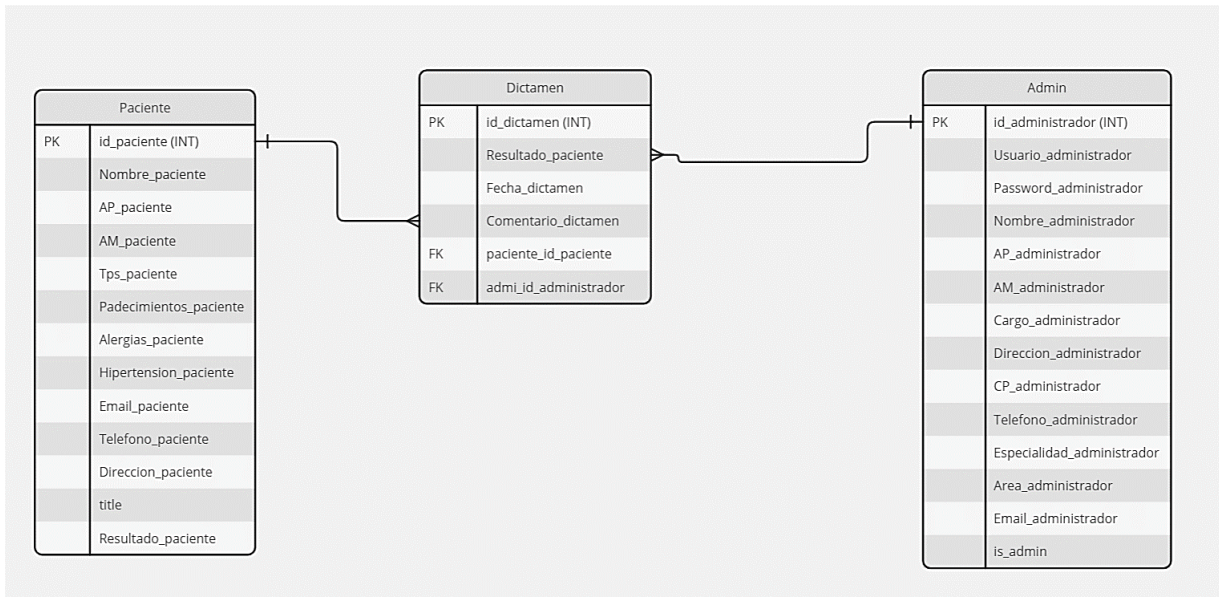 Paciente
PK id_paciente (INT)
Nombre_paciente
AP_paciente
AM_paciente
Tps_paciente
Padecimientos_paciente
Alergias_paciente
Hipertension_paciente
Email_paciente
Telefono_paciente
Direccion_paciente
title
Resultado_paciente
Dictamen
PK id_dictamen (INT)
Resultado_paciente
Fecha_dictamen
Comentario_dictamen
FK paciente_id_paciente
FK admi_id_administrador
Admin
PK id_administrador (INT)
Usuario_administrador
Password_administrador
Nombre_administrador
AP_administrador
AM_administrador
Cargo_administrador
Direccion_administrador
CP_administrador
Telefono_administrador
Especialidad_administrador
Area_administrador
Email_administrador
is_admin